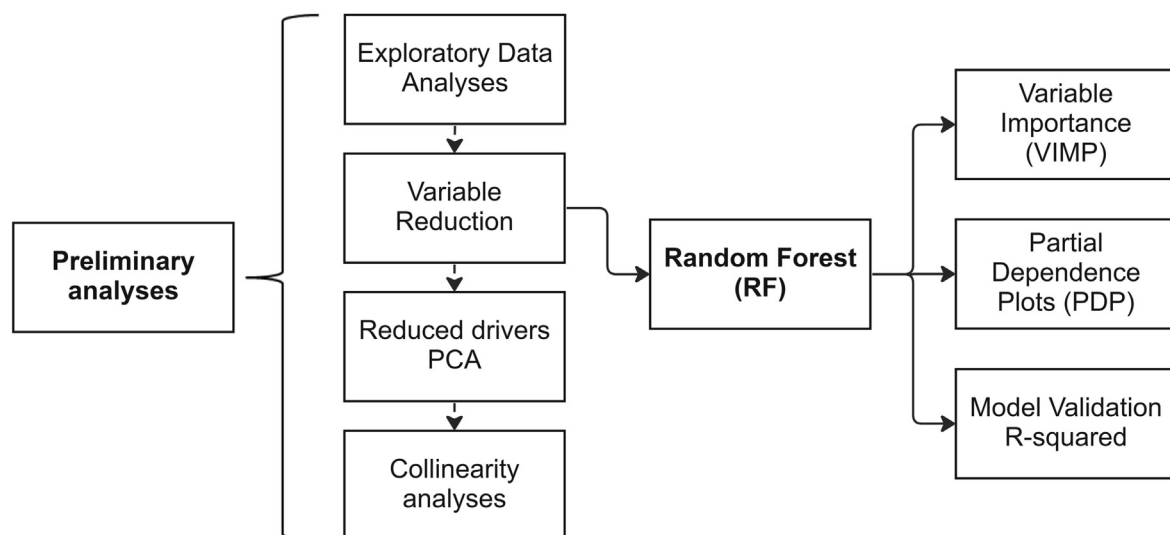 Preliminary
analyses
Exploratory Data
Analyses
Variable
Reduction
Reduced drivers
PCA
Collinearity
analyses
Random Forest
(RF)
Variable
Importance
(VIMP)
Partial
Dependence
Plots (PDP)
Model Validation
R-squared